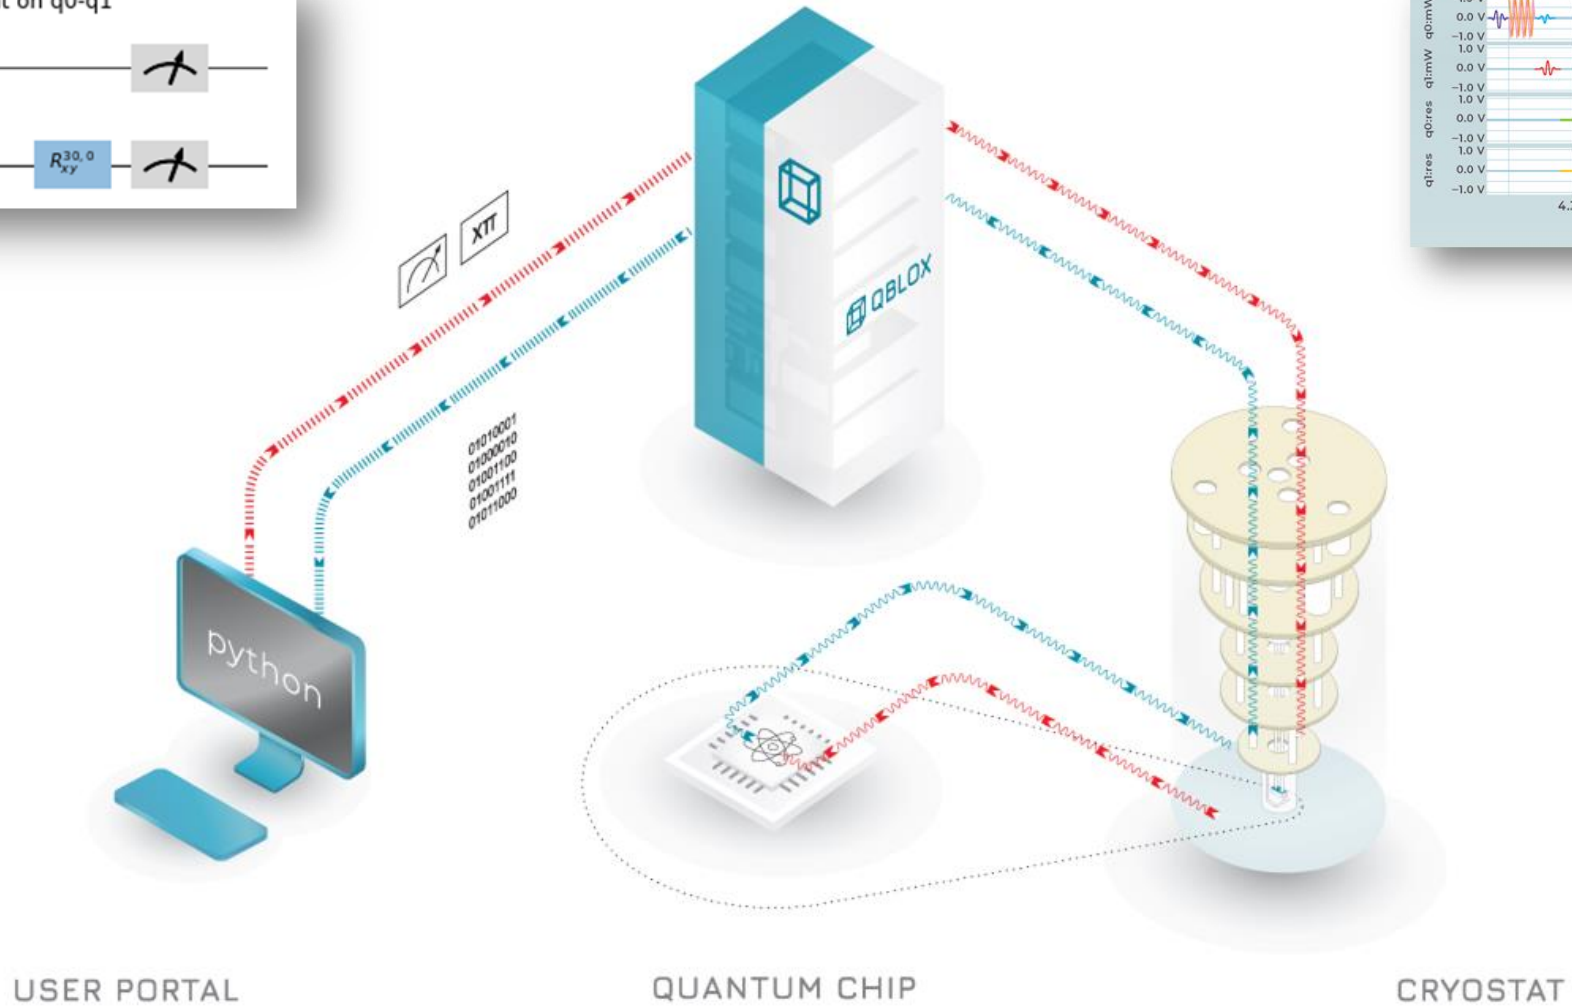 on q0-q1
R_{xy}^{30, 0}
q0:mW
0.0 V
−1.0 V
q1:mW
1.0 V
0.0 V
−1.0 V
q0:res
1.0 V
0.0 V
−1.0 V
q1:res
1.0 V
0.0 V
−1.0 V
Xπ
QBLOX
01010001
01000010
01001100
01001111
01011000
python
USER PORTAL
QUANTUM CHIP
CRYOSTAT